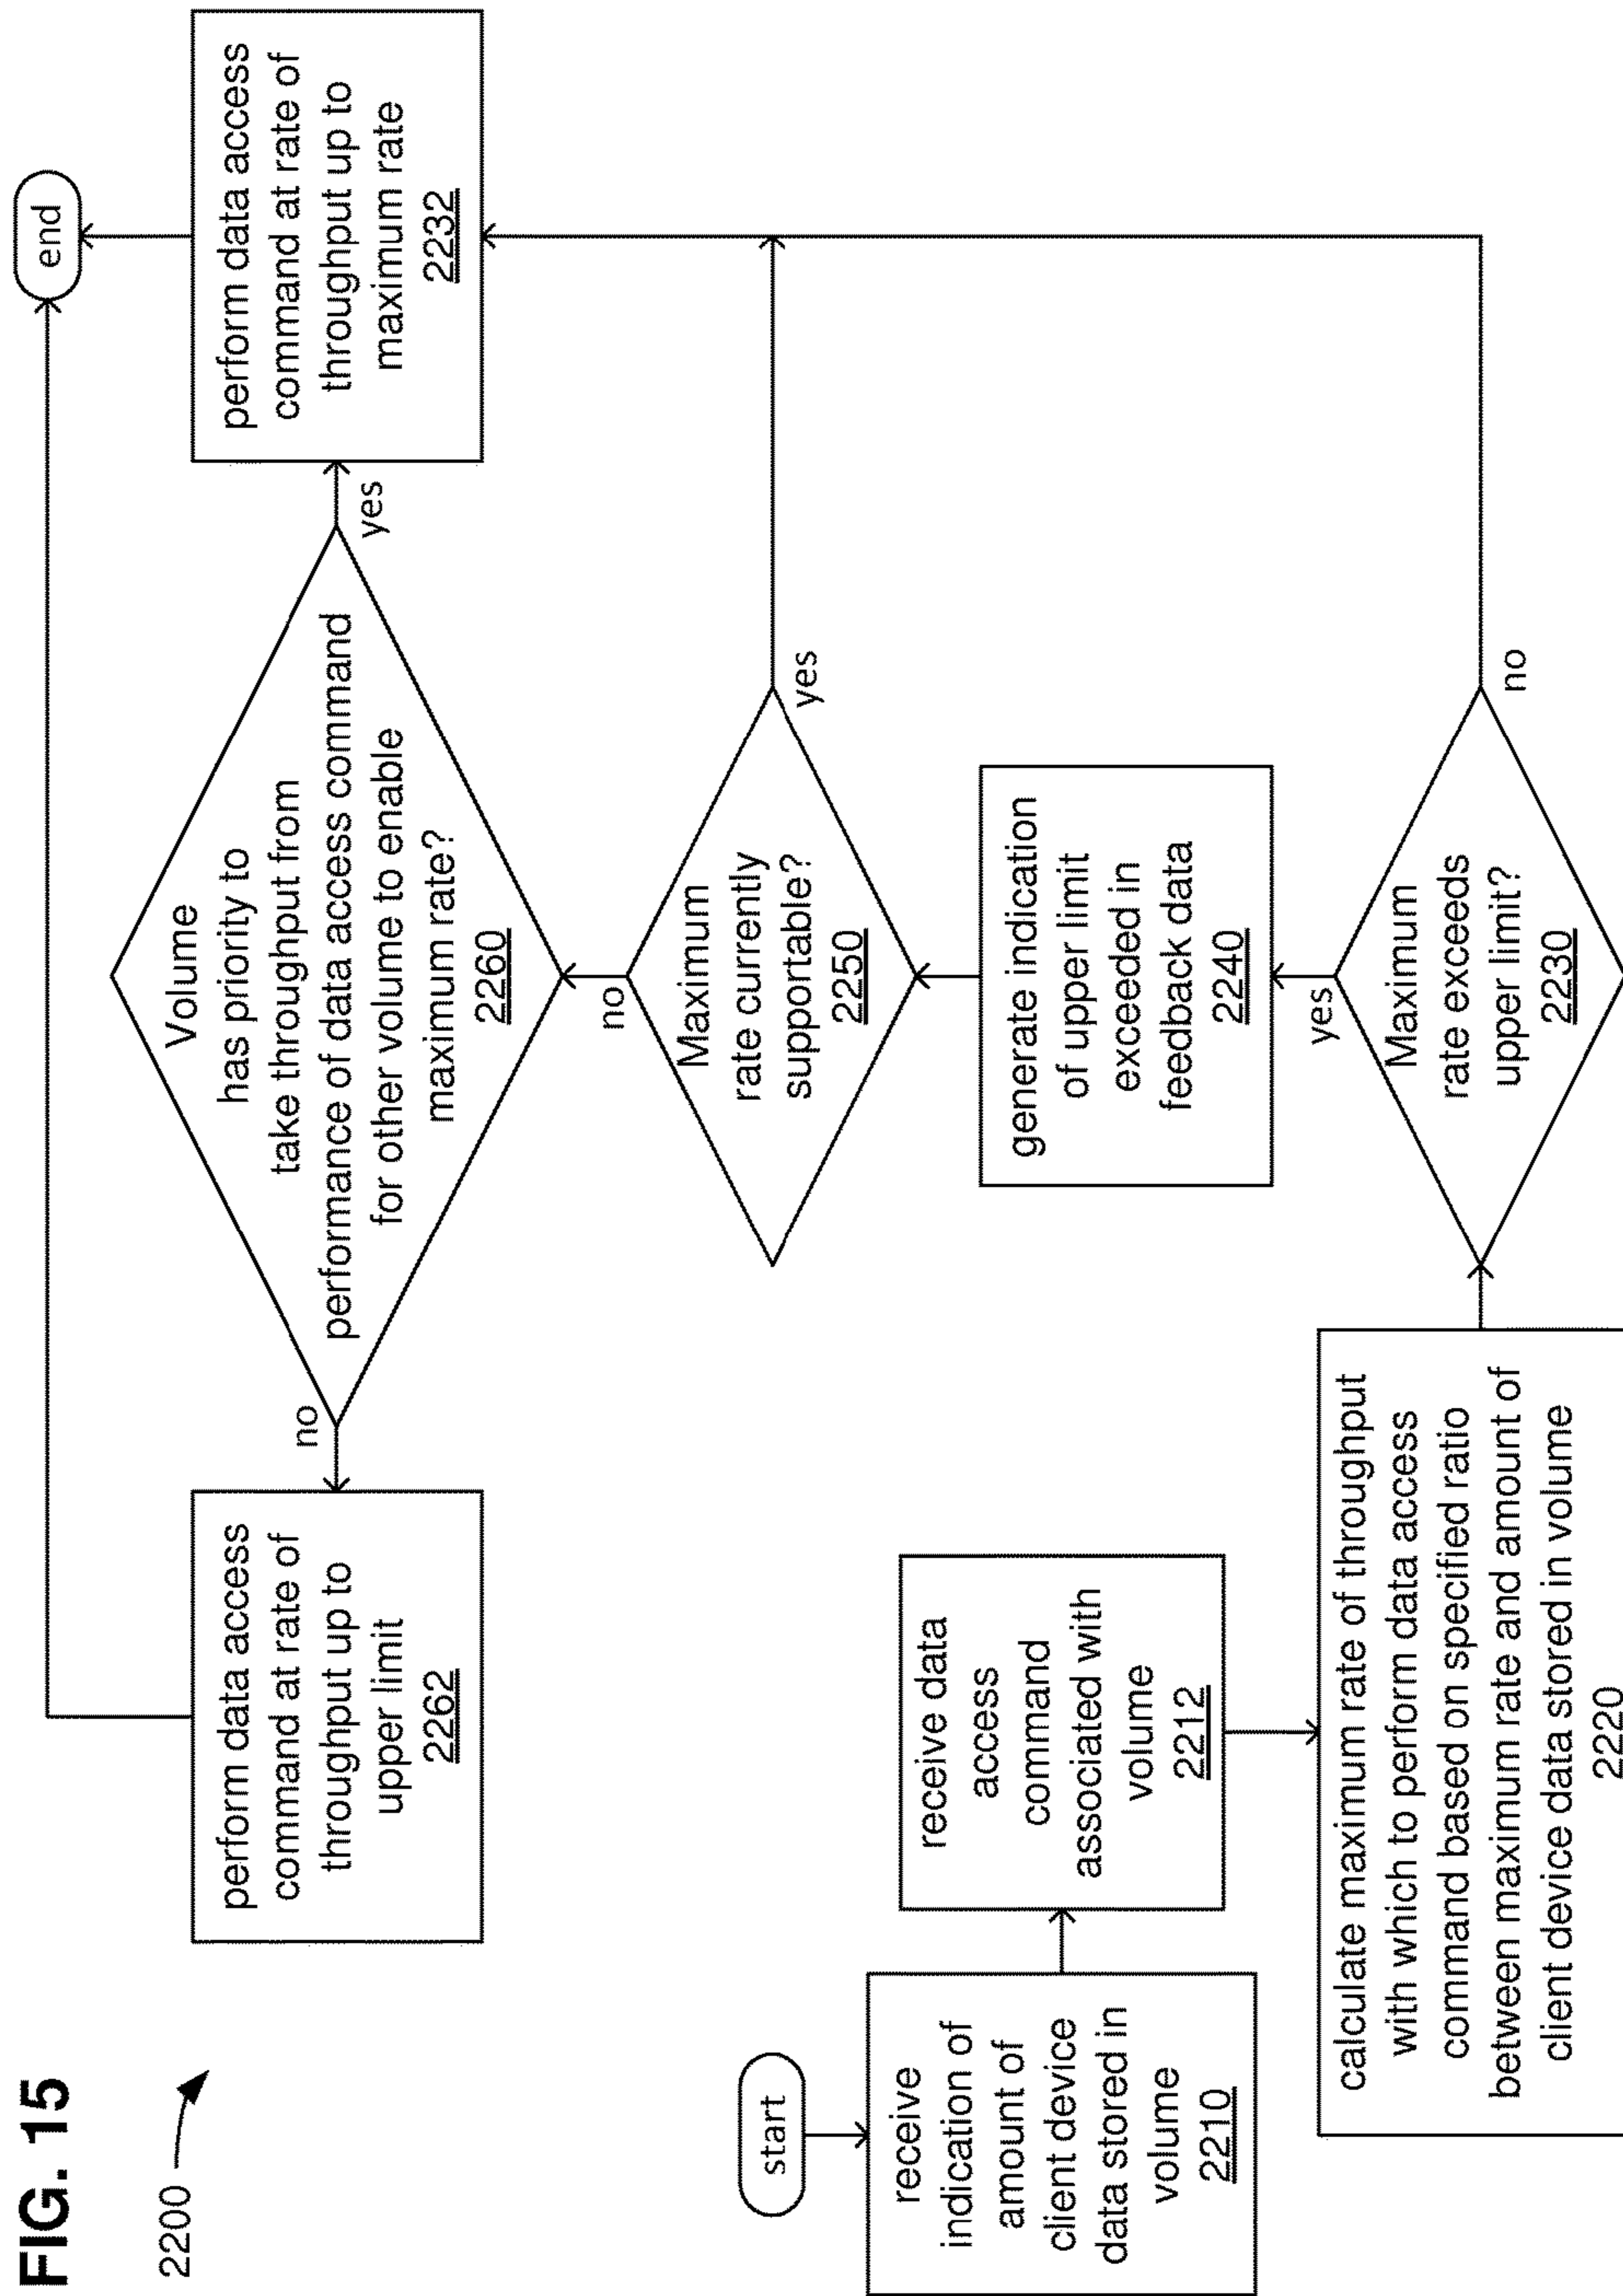 FIG. 15
2200
start
receive
indication of
amount of
client device
data stored in
volume
2210
receive data
access
command
associated with
volume
2212
calculate maximum rate of throughput
with which to perform data access
command based on specified ratio
between maximum rate and amount of
client device data stored in volume
2220
Maximum
rate exceeds
upper limit?
2230
yes
no
generate indication
of upper limit
exceeded in
feedback data
2240
Maximum
rate currently
supportable?
2250
no
yes
Volume
has priority to
take throughput from
performance of data access command
for other volume to enable
maximum rate?
2260
no
yes
perform data access
command at rate of
throughput up to
upper limit
2262
perform data access
command at rate of
throughput up to
maximum rate
2232
end